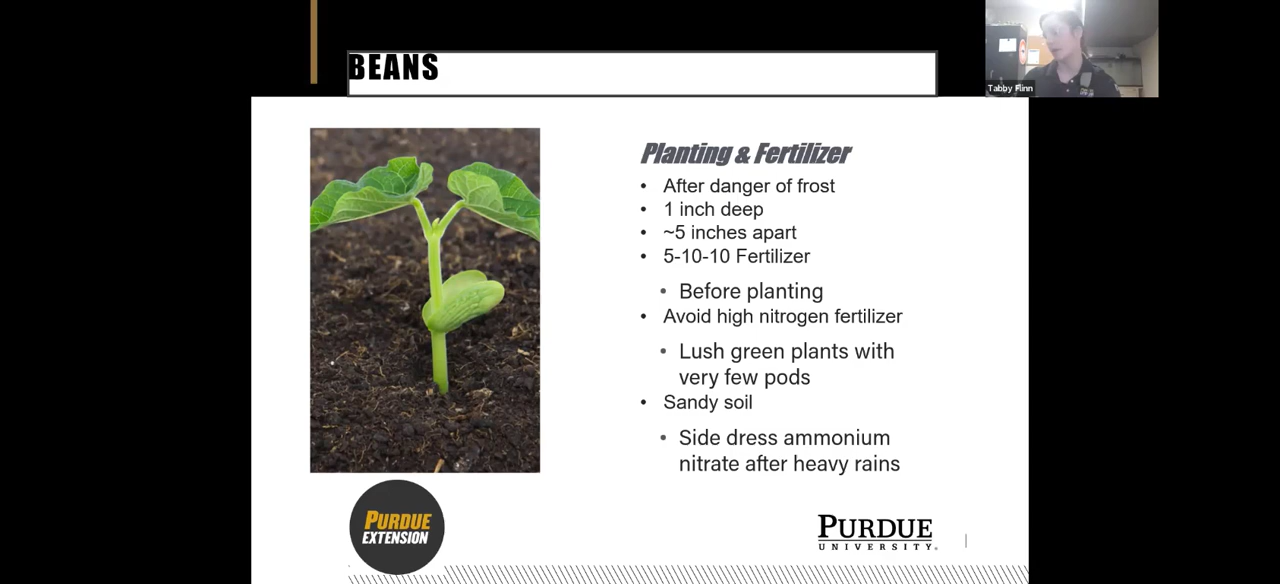 BEANS
Tabby Flinn
Planting & Fertilizer
• After danger of frost
• 1 inch deep
• ~5 inches apart
• 5-10-10 Fertilizer
• Before planting
• Avoid high nitrogen fertilizer
• Lush green plants with
very few pods
• Sandy soil
• Side dress ammonium
nitrate after heavy rains
PURDUE
EXTENSION
PURDUE
UNIVERSITY®